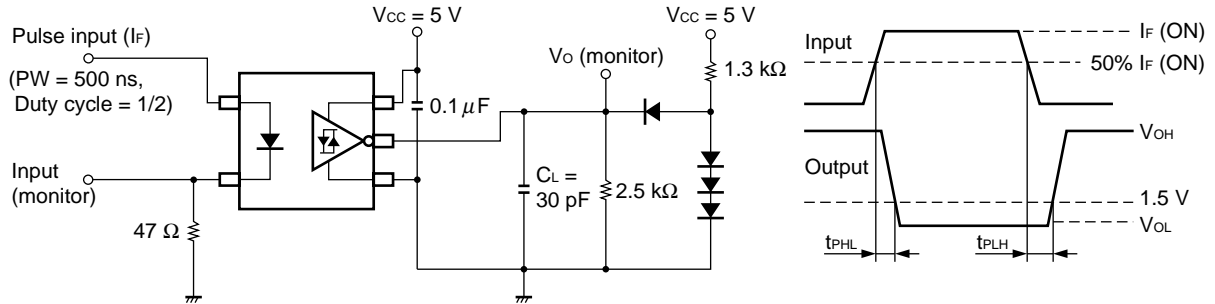 Pulse input (IF)
(PW = 500 ns,
Duty cycle = 1/2)
Input
(monitor)
47 Ω
VCC = 5 V
0.1 μF
VO (monitor)
CL =
30 pF
2.5 kΩ
VCC = 5 V
1.3 kΩ
Input
IF (ON)
50% IF (ON)
VOH
Output
1.5 V
VOL
tPHL
tPLH